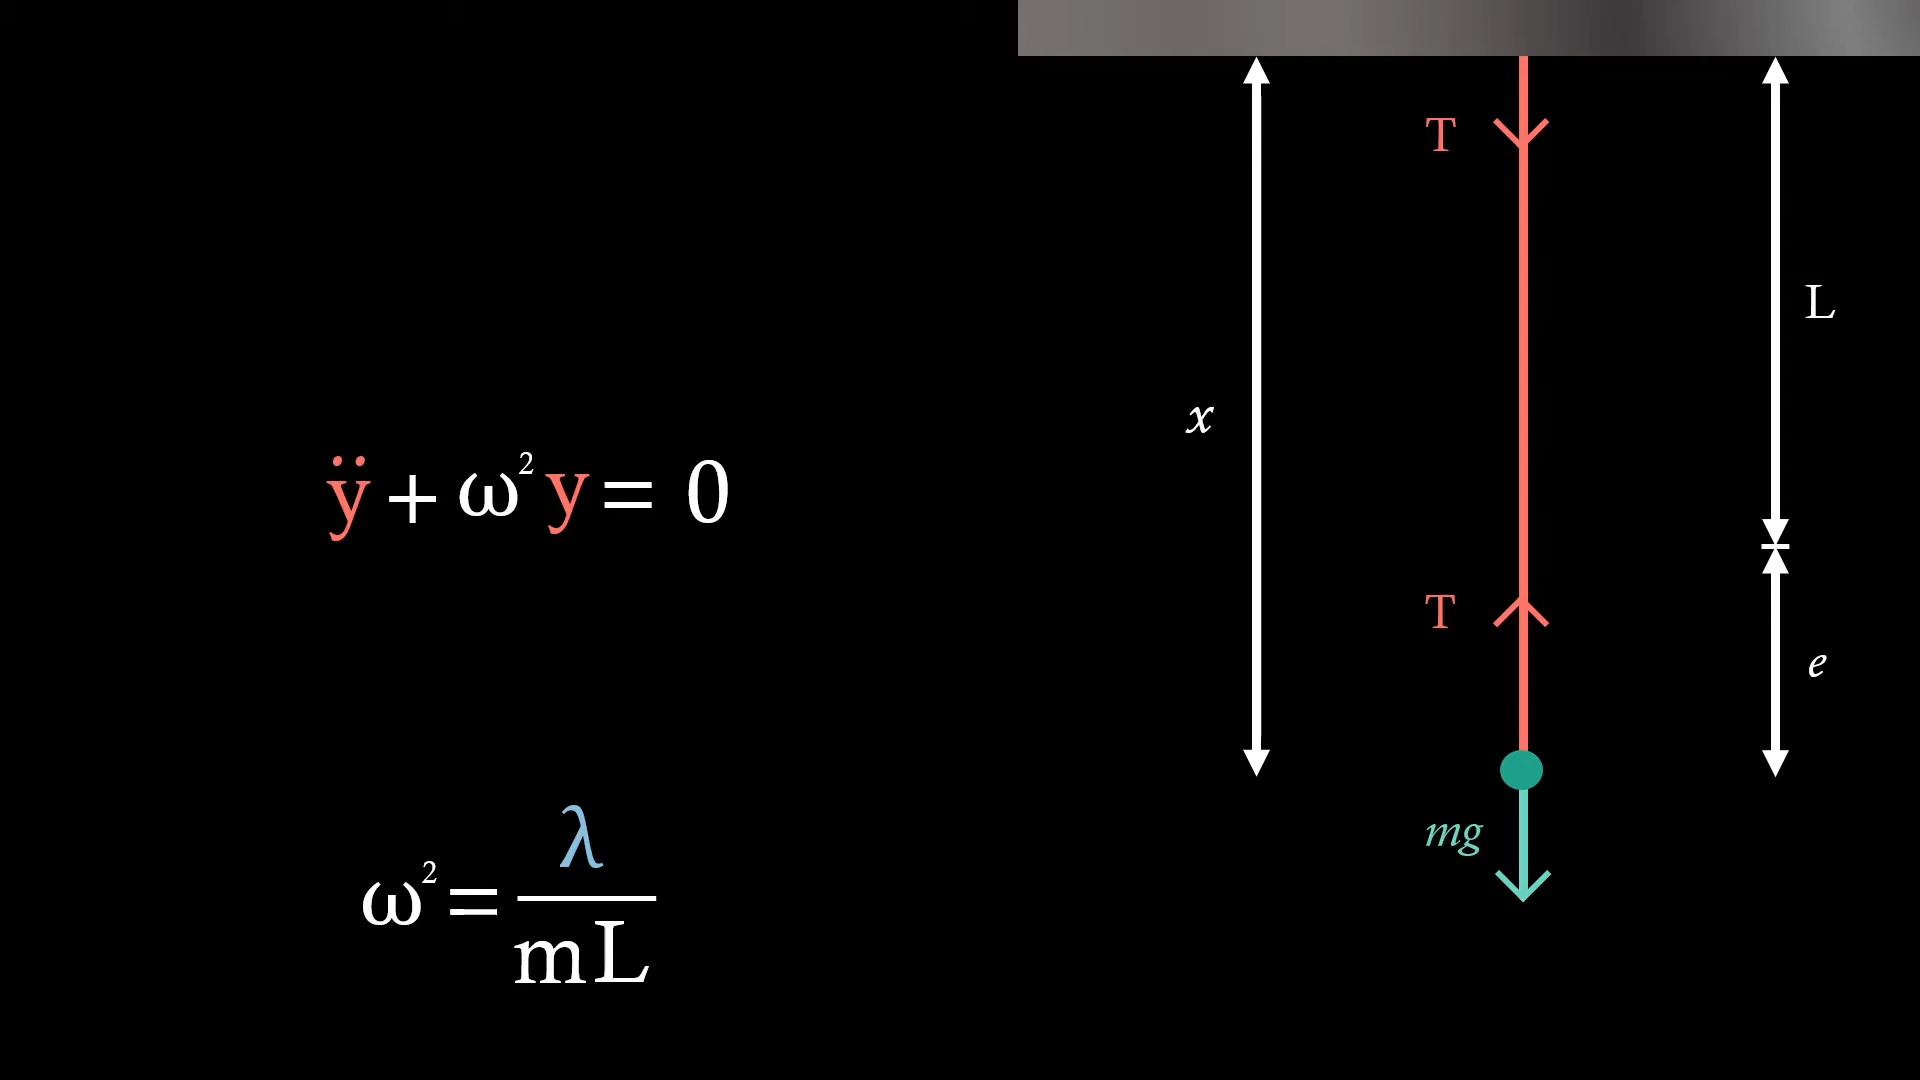 T
L
x
ÿ + ω² y = 0
T
e
mg
ω² = λ
mL